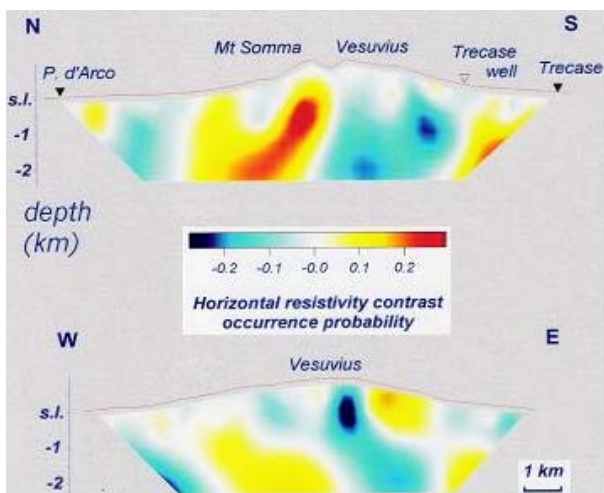 N S
Mt Somma Vesuvius Trecase well
P. d'Arco Trecase
s.l.
-1
-2
depth
(km)
-0.2 -0.1 -0.0 0.1 0.2
Horizontal resistivity contrast
occurrence probability
W E
Vesuvius
s.l.
-1
-2
1 km